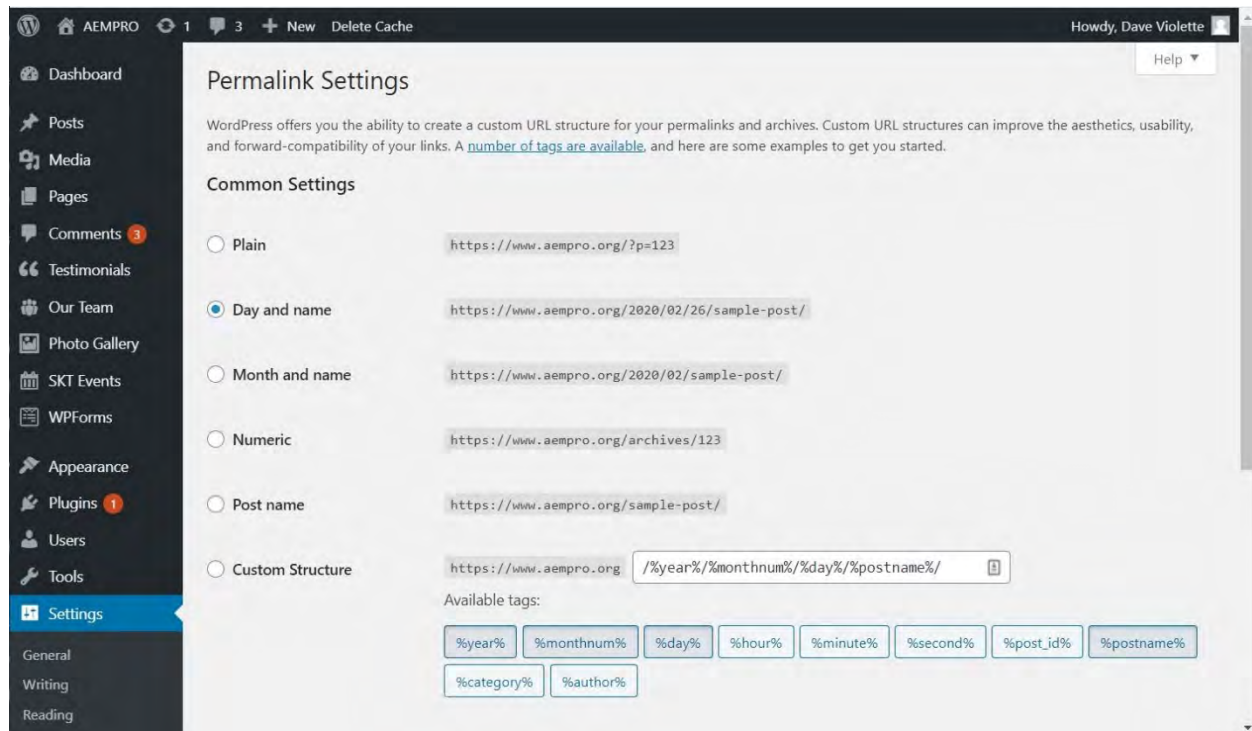 AEMPRO 1 3 + New Delete Cache Howdy, Dave Violette
Help ▼
Dashboard
Posts
Media
Pages
Comments 3
Testimonials
Our Team
Photo Gallery
SKT Events
WPForms
Appearance
Plugins 1
Users
Tools
Settings
General
Writing
Reading
Permalink Settings
WordPress offers you the ability to create a custom URL structure for your permalinks and archives. Custom URL structures can improve the aesthetics, usability,
and forward-compatibility of your links. A number of tags are available, and here are some examples to get you started.
Common Settings
Plain https://www.aempro.org/?p=123
Day and name https://www.aempro.org/2020/02/26/sample-post/
Month and name https://www.aempro.org/2020/02/sample-post/
Numeric https://www.aempro.org/archives/123
Post name https://www.aempro.org/sample-post/
Custom Structure https://www.aempro.org /%year%/%monthnum%/%day%/%postname%/
Available tags:
%year% %monthnum% %day% %hour% %minute% %second% %post_id% %postname%
%category% %author%